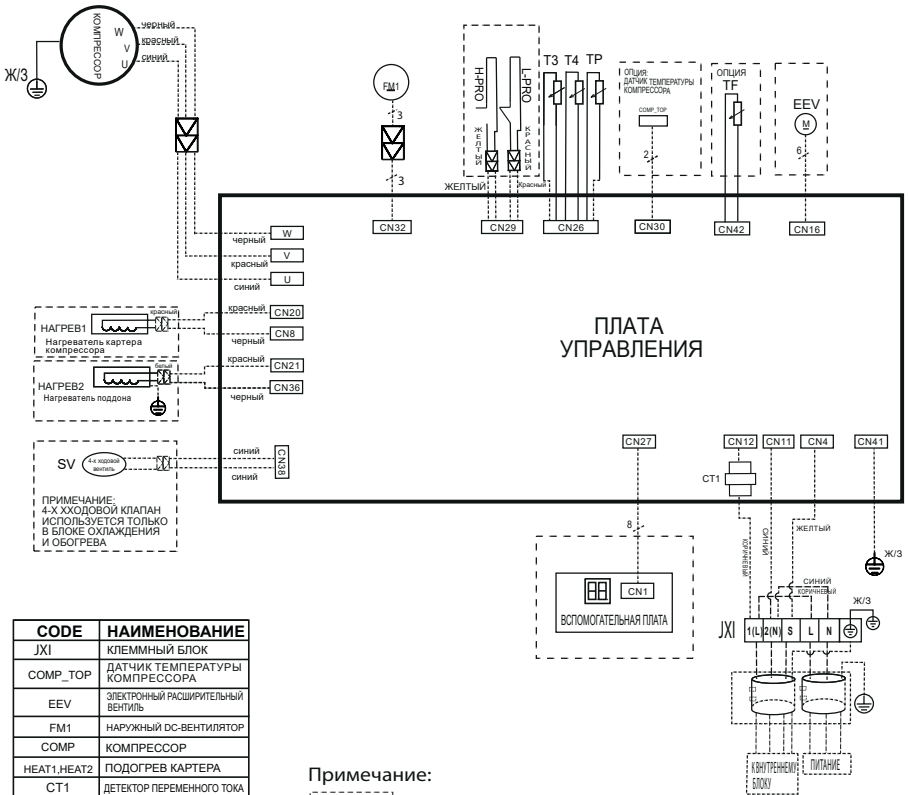 КОМПРЕССОР
W
V
U
черный
красный
синий
Ж/З
FM1
3
3
H-PRO
L-PRO
ЖЕЛТЫЙ
КРАСНЫЙ
ЖЕЛТЫЙ
Красный
T3 T4 TP
ОПЦИЯ:
ДАТЧИК ТЕМПЕРАТУРЫ
КОМПРЕССОРА
COMP_TOP
2
ОПЦИЯ
TF
EEV
M
6
CN32
CN29
CN26
CN30
CN42
CN16
черный
W
красный
V
синий
U
НАГРЕВ1
красный
Нагреватель картера
компрессора
красный
CN20
CN8
черный
НАГРЕВ2
белый
Нагреватель поддона
красный
CN21
CN36
черный
ПЛАТА
УПРАВЛЕНИЯ
SV
4-х ходовой
вентиль
синий
CN38
синий
ПРИМЕЧАНИЕ:
4-Х ХХОДОВОЙ КЛАПАН
ИСПОЛЬЗУЕТСЯ ТОЛЬКО
В БЛОКЕ ОХЛАЖДЕНИЯ
И ОБОГРЕВА
CN27
CN12
CN11
CN4
CN41
CT1
8
CN1
ВСПОМОГАТЕЛЬНАЯ ПЛАТА
КОРИЧНЕВЫЙ
СИНИЙ
ЖЕЛТЫЙ
Ж/З
СИНИЙ
КОРИЧНЕВЫЙ
Ж/З
JXI
1(L) 2(N) S L N
К ВНУТРЕННЕМУ
БЛОКУ
ПИТАНИЕ
CODE НАИМЕНОВАНИЕ
JXI КЛЕММНЫЙ БЛОК
COMP_TOP ДАТЧИК ТЕМПЕРАТУРЫ
КОМПРЕССОРА
EEV ЭЛЕКТРОННЫЙ РАСШИРИТЕЛЬНЫЙ
ВЕНТИЛЬ
FM1 НАРУЖНЫЙ DC-ВЕНТИЛЯТОР
COMP КОМПРЕССОР
HEAT1,HEAT2 ПОДОГРЕВ КАРТЕРА
CT1 ДЕТЕКТОР ПЕРЕМЕННОГО ТОКА
Примечание: